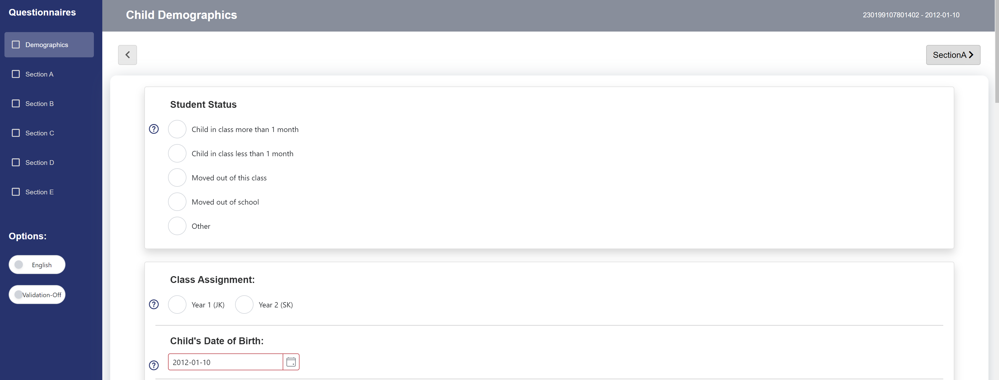 Questionnaires
Demographics
Section A
Section B
Section C
Section D
Section E
Options:
English
Validation-Off
Child Demographics
230199107801402 - 2012-01-10
SectionA
Student Status
Child in class more than 1 month
Child in class less than 1 month
Moved out of this class
Moved out of school
Other
Class Assignment:
Year 1 (JK) Year 2 (SK)
Child's Date of Birth:
2012-01-10